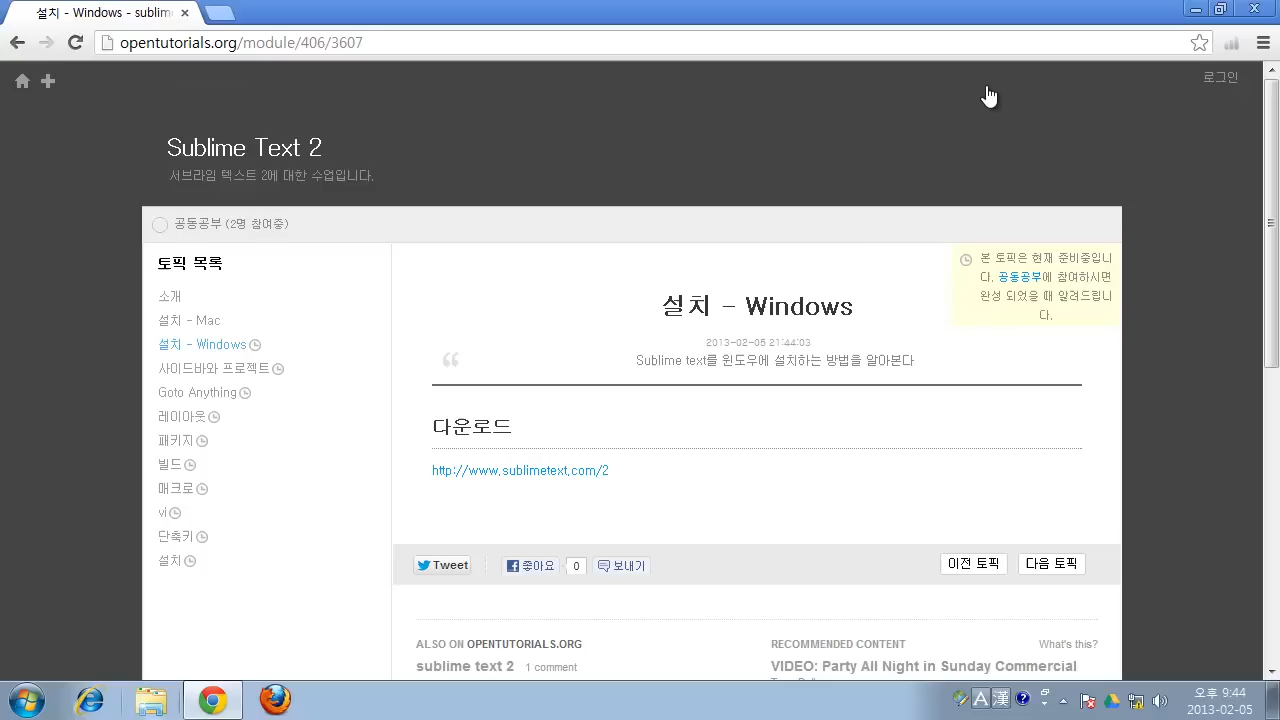 설치 - Windows - sublim
opentutorials.org/module/406/3607
로그인
Sublime Text 2
서브라임 텍스트 2에 대한 수업입니다.
공동공부 (2명 참여중)
토픽 목록
소개
설치 - Mac
설치 - Windows
사이드바와 프로젝트
Goto Anything
레이아웃
패키지
빌드
매크로
vi
단축키
설치
본 토픽은 현재 준비중입니
다. 공동공부에 참여하시면
완성 되었을 때 알려드립니
다.
설치 - Windows
2013-02-05 21:44:03
Sublime text를 윈도우에 설치하는 방법을 알아본다
다운로드
http://www.sublimetext.com/2
Tweet
좋아요
0
보내기
이전 토픽
다음 토픽
ALSO ON OPENTUTORIALS.ORG
sublime text 2 1 comment
RECOMMENDED CONTENT
What's this?
VIDEO: Party All Night in Sunday Commercial
A 漢
오후 9:44
2013-02-05